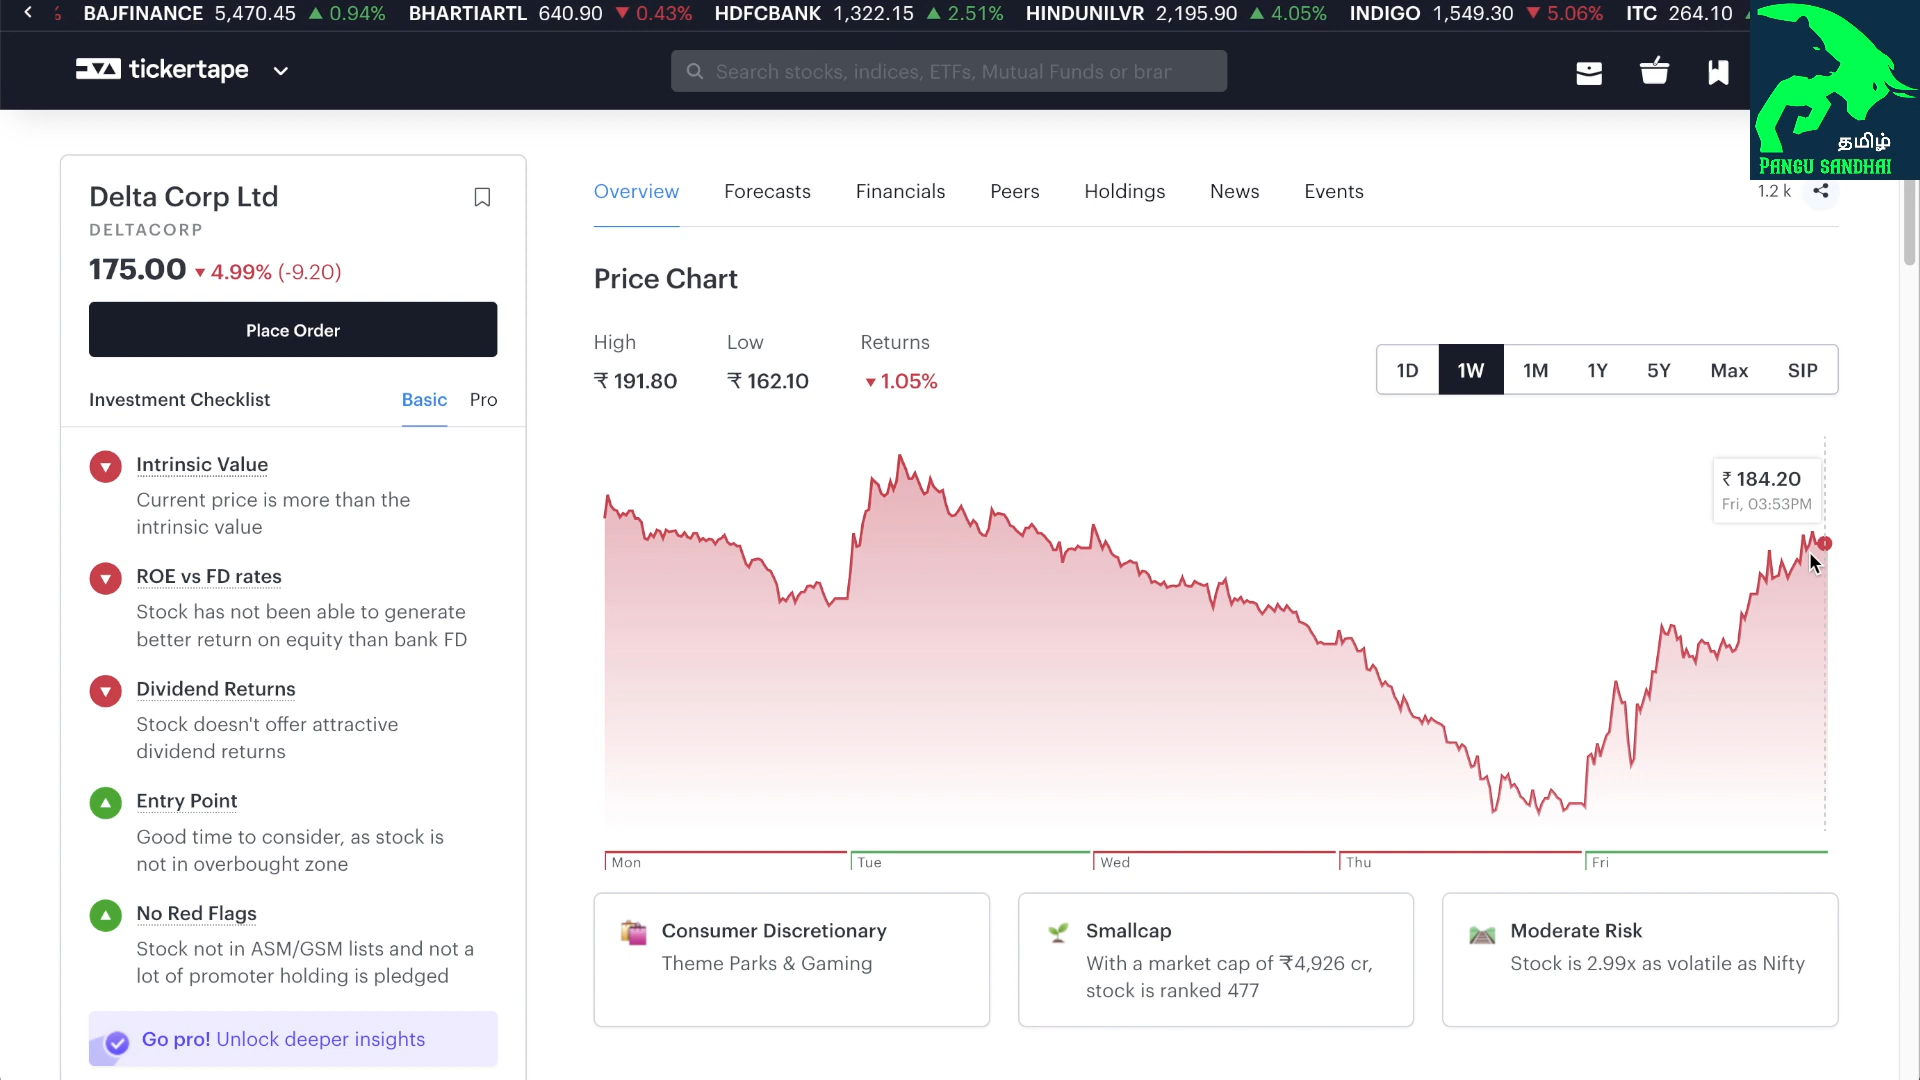 BAJFINANCE 5,470.45 ▲ 0.94% BHARTIARTL 640.90 ▼ 0.43% HDFCBANK 1,322.15 ▲ 2.51% HINDUNILVR 2,195.90 ▲ 4.05% INDIGO 1,549.30 ▼ 5.06% ITC 264.10
tickertape
Search stocks, indices, ETFs, Mutual Funds or brar
தமிழ்
PANGU SANDHAI
Delta Corp Ltd
DELTACORP
175.00 ▼ 4.99% (-9.20)
Place Order
Investment Checklist Basic Pro
Intrinsic Value
Current price is more than the
intrinsic value
ROE vs FD rates
Stock has not been able to generate
better return on equity than bank FD
Dividend Returns
Stock doesn't offer attractive
dividend returns
Entry Point
Good time to consider, as stock is
not in overbought zone
No Red Flags
Stock not in ASM/GSM lists and not a
lot of promoter holding is pledged
Go pro! Unlock deeper insights
Overview Forecasts Financials Peers Holdings News Events
1.2 k
Price Chart
High Low Returns
₹ 191.80 ₹ 162.10 ▼ 1.05%
1D 1W 1M 1Y 5Y Max SIP
₹ 184.20
Fri, 03:53PM
Mon Tue Wed Thu Fri
Consumer Discretionary
Theme Parks & Gaming
Smallcap
With a market cap of ₹4,926 cr,
stock is ranked 477
Moderate Risk
Stock is 2.99x as volatile as Nifty